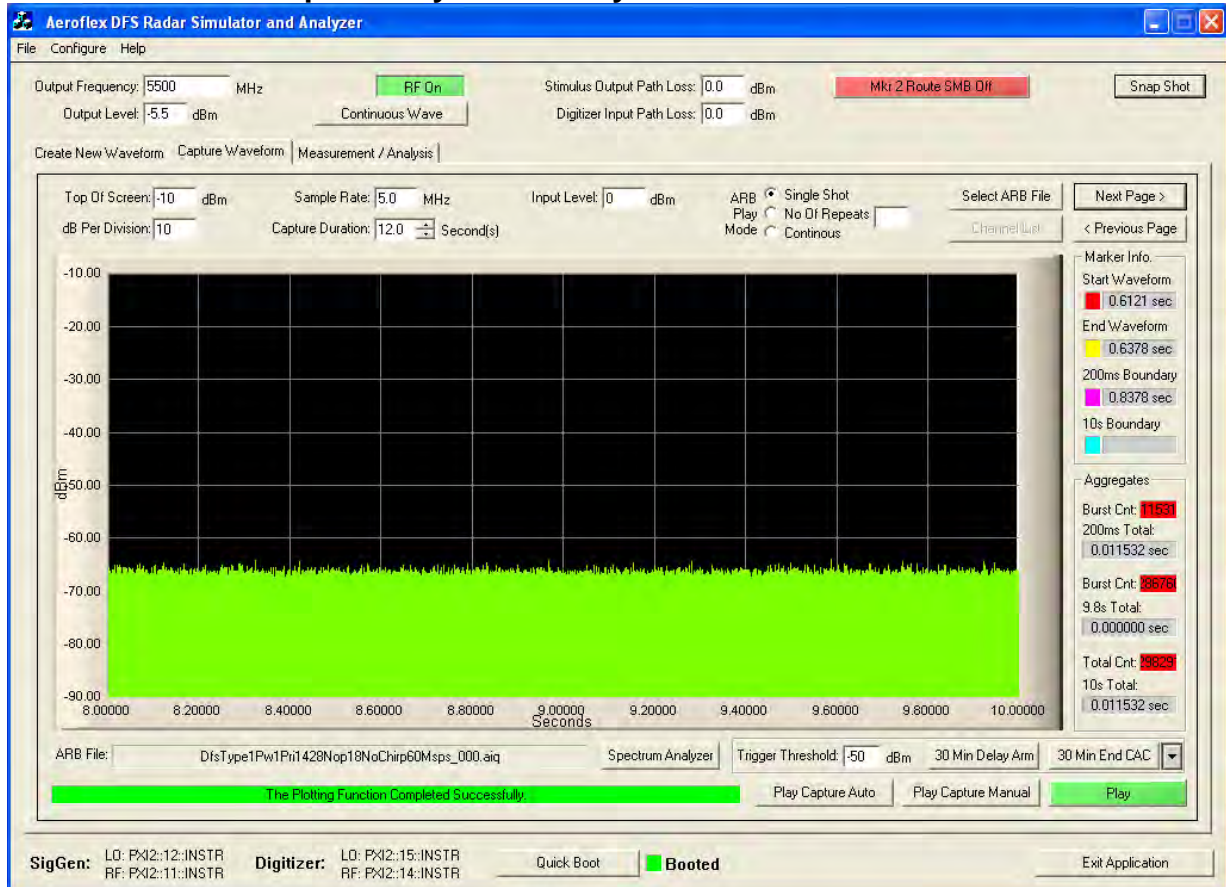 Aeroflex DFS Radar Simulator and Analyzer
File Configure Help
Output Frequency: 5500 MHz
RF On
Stimulus Output Path Loss: 0.0 dBm
Mkr 2 Route SMB Off
Snap Shot
Output Level: -5.5 dBm
Continuous Wave
Digitizer Input Path Loss: 0.0 dBm
Create New Waveform Capture Waveform Measurement / Analysis
Top Of Screen: -10 dBm
Sample Rate: 5.0 MHz
Input Level: 0 dBm
ARB Play Mode
Single Shot
No Of Repeats
Continous
Select ARB File
Next Page >
dB Per Division: 10
Capture Duration: 12.0 Second(s)
Channel List
< Previous Page
-10.00
-20.00
-30.00
-40.00
-50.00
-60.00
-70.00
-80.00
-90.00
dBm
8.00000 8.20000 8.40000 8.60000 8.80000 9.00000 9.20000 9.40000 9.60000 9.80000 10.00000
Seconds
Marker Info.
Start Waveform
0.6121 sec
End Waveform
0.6378 sec
200ms Boundary
0.8378 sec
10s Boundary
Aggregates
Burst Cnt: 11531
200ms Total:
0.011532 sec
Burst Cnt:
9.8s Total:
0.000000 sec
Total Cnt:
10s Total:
0.011532 sec
ARB File: DfsType1Pw1Pri1428Nop18NoChirp60Msps_000.aiq
Spectrum Analyzer
Trigger Threshold: -50 dBm
30 Min Delay Arm
30 Min End CAC
The Plotting Function Completed Successfully.
Play Capture Auto
Play Capture Manual
Play
SigGen: LO: PXI2::12::INSTR
RF: PXI2::11::INSTR
Digitizer: LO: PXI2::15::INSTR
RF: PXI2::14::INSTR
Quick Boot
Booted
Exit Application